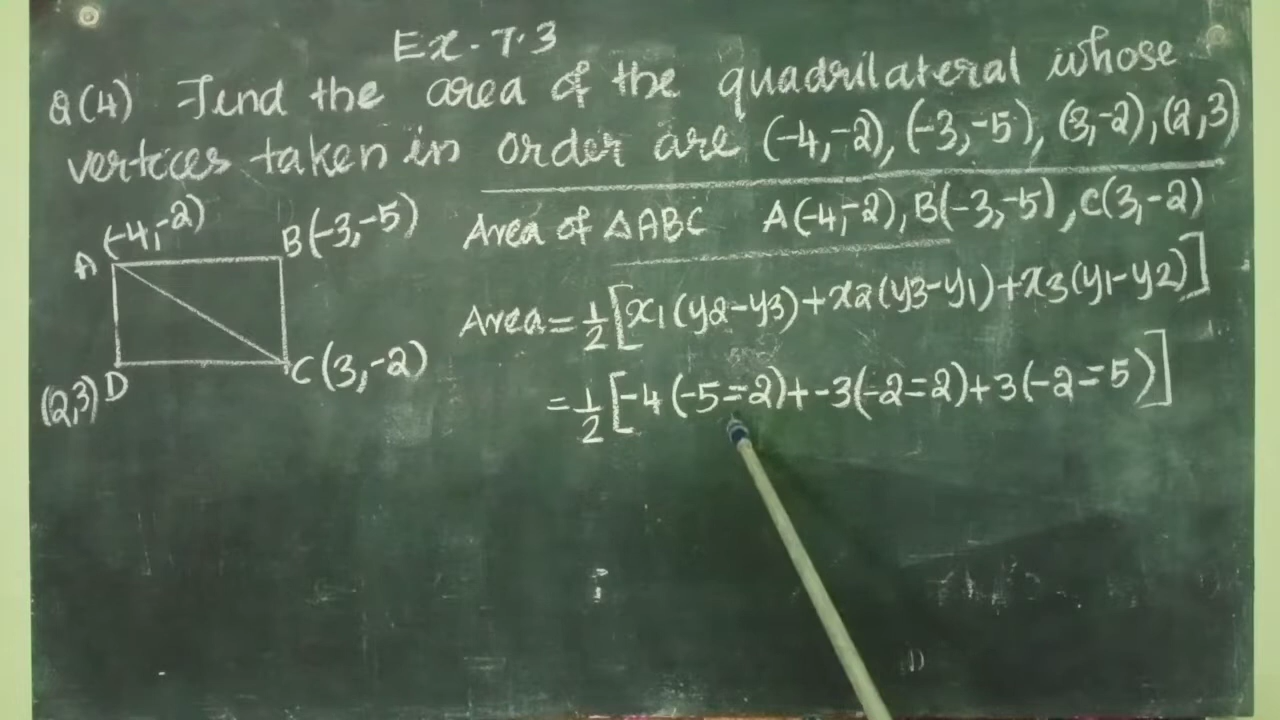 Ex-7.3
Q(4) Find the area of the quadrilateral whose
vertices taken in order are (-4,-2), (-3,-5), (3,-2), (2,3)
A (-4,-2)
B(-3,-5)
C (3,-2)
(2,3) D
Area of △ABC A(-4,-2), B(-3,-5), C(3,-2)
Area = 1/2 [x1(y2-y3)+x2(y3-y1)+x3(y1-y2)]
= 1/2 [-4(-5=2)+-3(-2=2)+3(-2=5)]